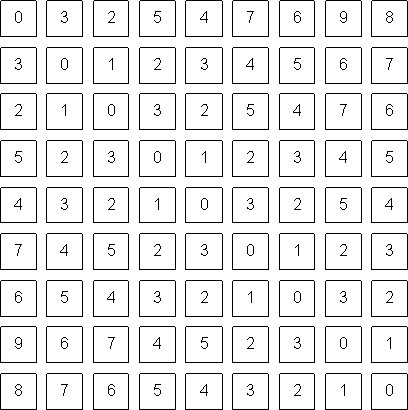 0 3 2 5 4 7 6 9 8
3 0 1 2 3 4 5 6 7
2 1 0 3 2 5 4 7 6
5 2 3 0 1 2 3 4 5
4 3 2 1 0 3 2 5 4
7 4 5 2 3 0 1 2 3
6 5 4 3 2 1 0 3 2
9 6 7 4 5 2 3 0 1
8 7 6 5 4 3 2 1 0